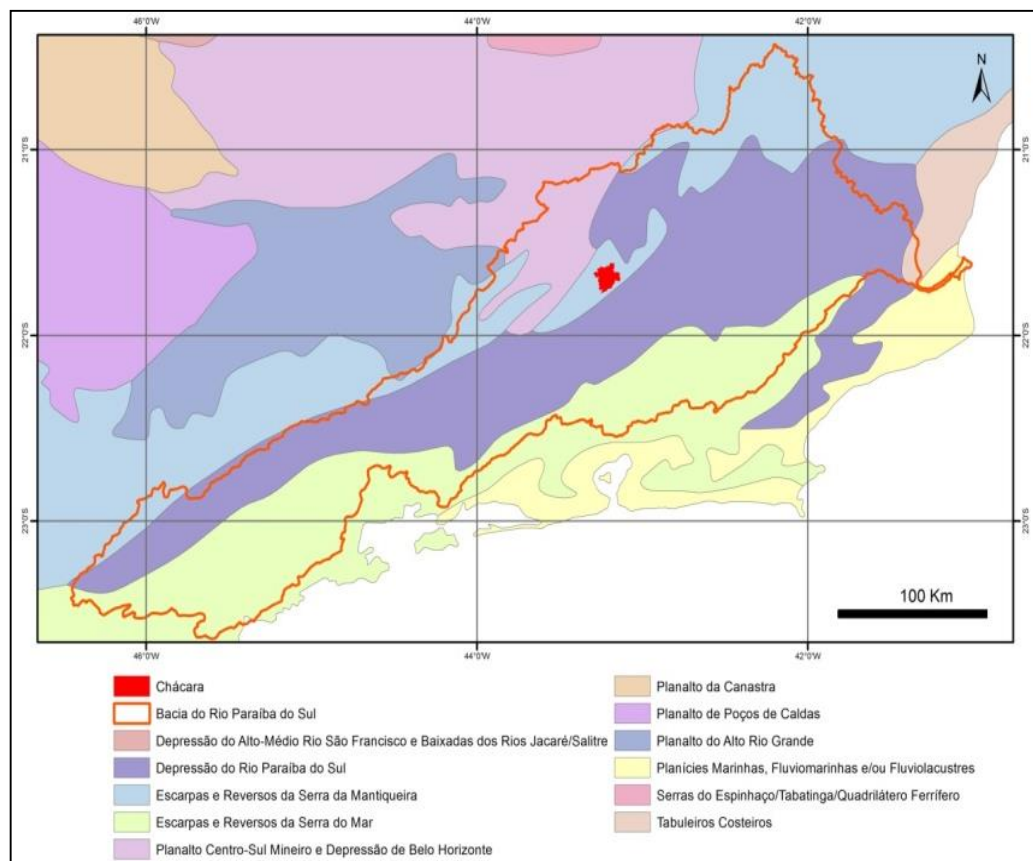 46°0'W 44°0'W 42°0'W
N
21°0'S 21°0'S
22°0'S 22°0'S
23°0'S 23°0'S
100 Km
46°0'W 44°0'W 42°0'W
Chácara
Bacia do Rio Paraíba do Sul
Depressão do Alto-Médio Rio São Francisco e Baixadas dos Rios Jacaré/Salitre
Depressão do Rio Paraíba do Sul
Escarpas e Reversos da Serra da Mantiqueira
Escarpas e Reversos da Serra do Mar
Planalto Centro-Sul Mineiro e Depressão de Belo Horizonte
Planalto da Canastra
Planalto de Poços de Caldas
Planalto do Alto Rio Grande
Planícies Marinhas, Fluviomarinhas e/ou Fluviolacustres
Serras do Espinhaço/Tabatinga/Quadrilátero Ferrífero
Tabuleiros Costeiros